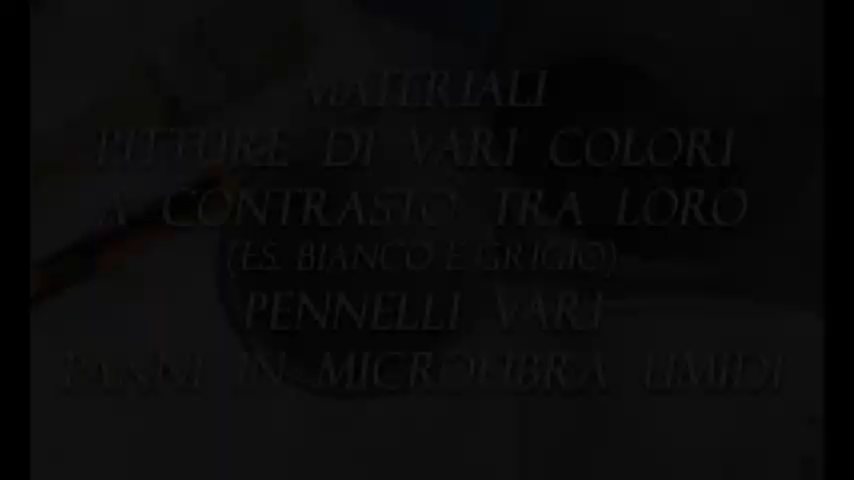 MATERIALI
PITTURE DI VARI COLORI
A CONTRASTO TRA LORO
(ES. BIANCO E GRIGIO)
PENNELLI VARI
PANNI IN MICROFIBRA UMIDI